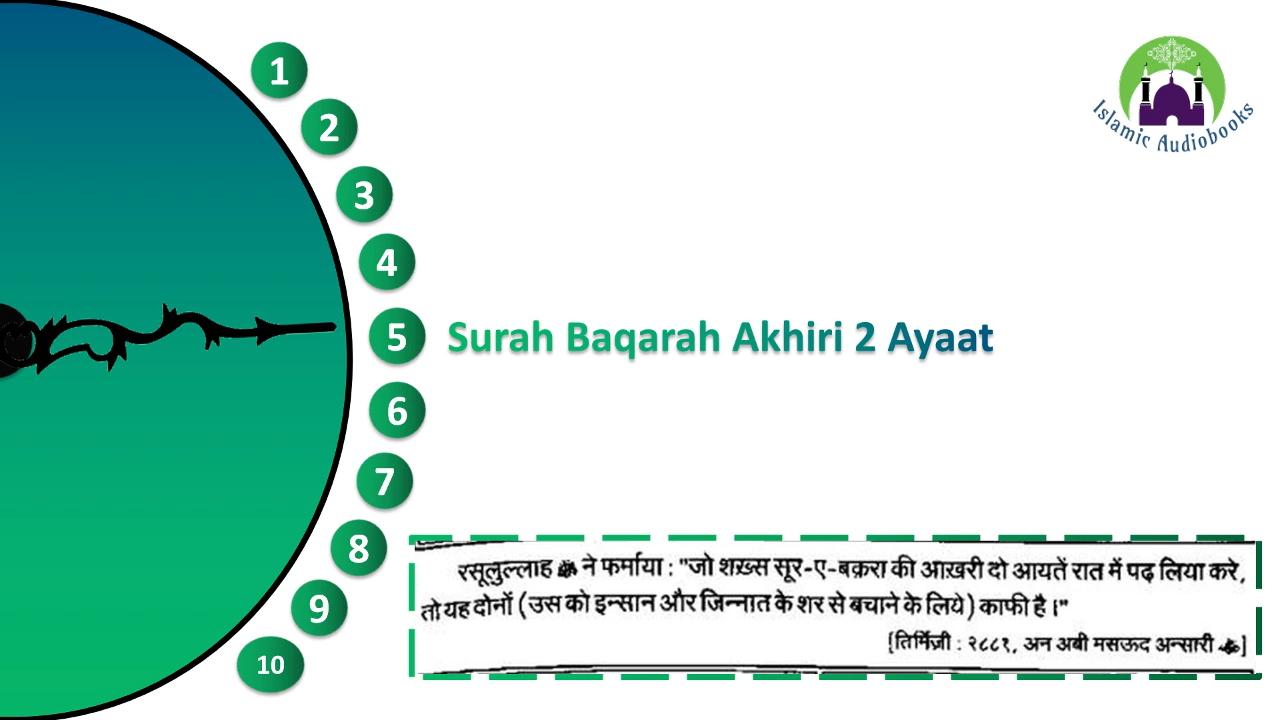 1
2
3
4
5 Surah Baqarah Akhiri 2 Ayaat
6
7
8
9
10
Islamic Audiobooks
रसूलुल्लाह ﷺ ने फर्माया : "जो शख़्स सूर-ए-बक़रा की आख़री दो आयतें रात में पढ़ लिया करे,
तो यह दोनों (उस को इन्सान और जिन्नात के शर से बचाने के लिये) काफी है ।"
[तिर्मिज़ी : २८८१, अन अबी मसऊद अन्सारी]